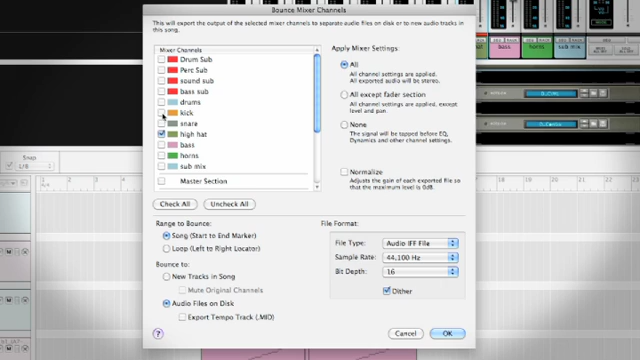 Bounce Mixer Channels
This will export the output of the selected mixer channels to separate audio files on disk or to new audio tracks in
this song.
Mixer Channels
Drum Sub
Perc Sub
sound sub
bass sub
drums
kick
snare
high hat
bass
horns
sub mix
Master Section
Check All
Uncheck All
Apply Mixer Settings:
All
All channel settings are applied.
All exported audio will be stereo.
All except fader section
All channel settings are applied, except
level and pan.
None
The signal will be tapped before EQ,
Dynamics and other channel settings.
Normalize
Adjusts the gain of each exported file so
that the maximum level is 0dB.
Range to Bounce:
Song (Start to End Marker)
Loop (Left to Right Locator)
Bounce to:
New Tracks in Song
Mute Original Channels
Audio Files on Disk
Export Tempo Track (.MID)
File Format:
File Type:
Audio IFF File
Sample Rate:
44,100 Hz
Bit Depth:
16
Dither
?
Cancel
OK
Snap
1/8
bass
horns
sub mix